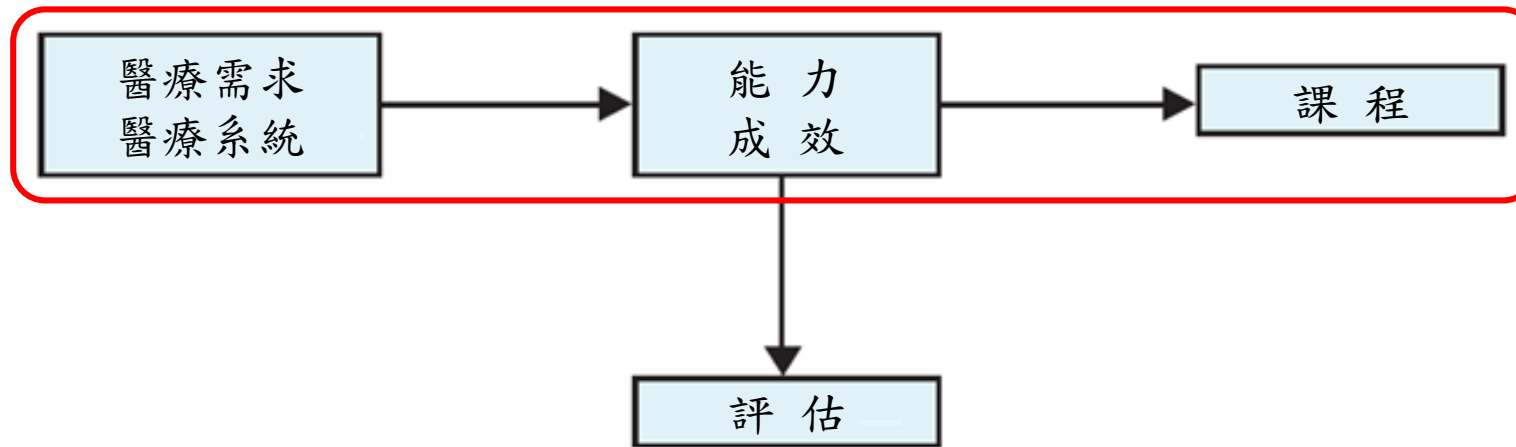 醫療需求
醫療系統
能 力
成 效
課 程
評 估